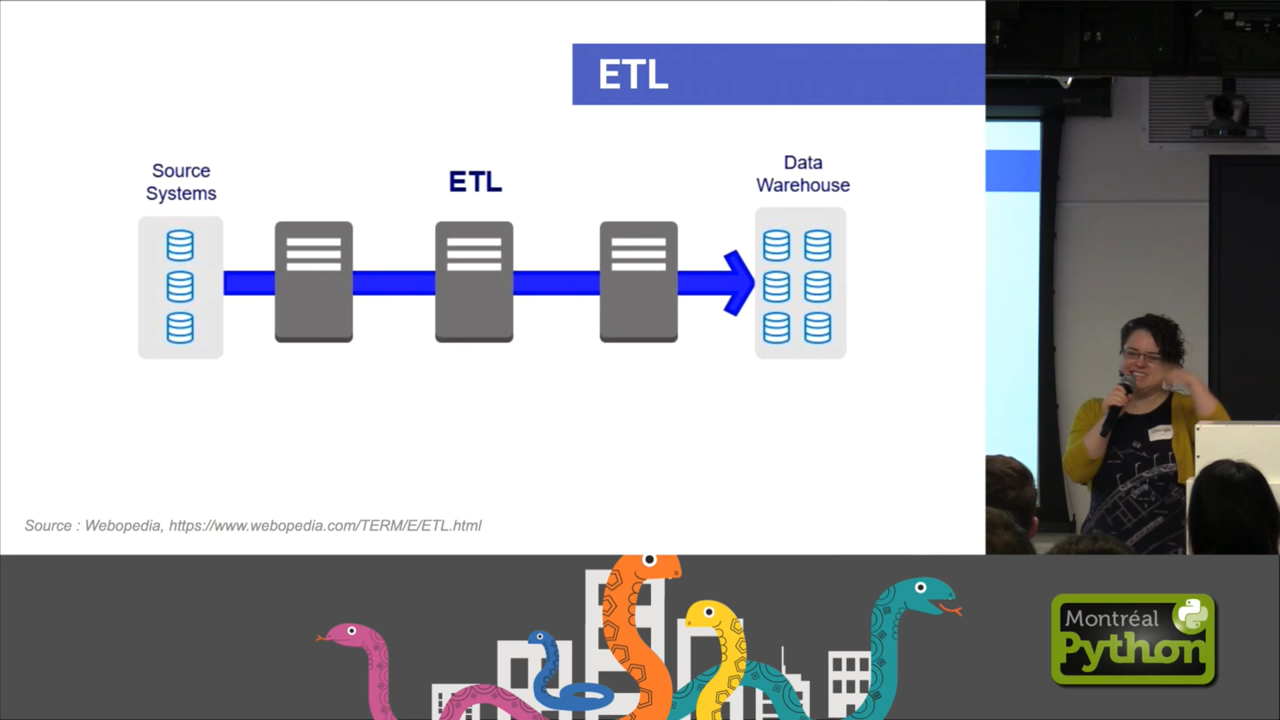 ETL
Source
Systems
ETL
Data
Warehouse
Source : Webopedia, https://www.webopedia.com/TERM/E/ETL.html
Montréal
Python